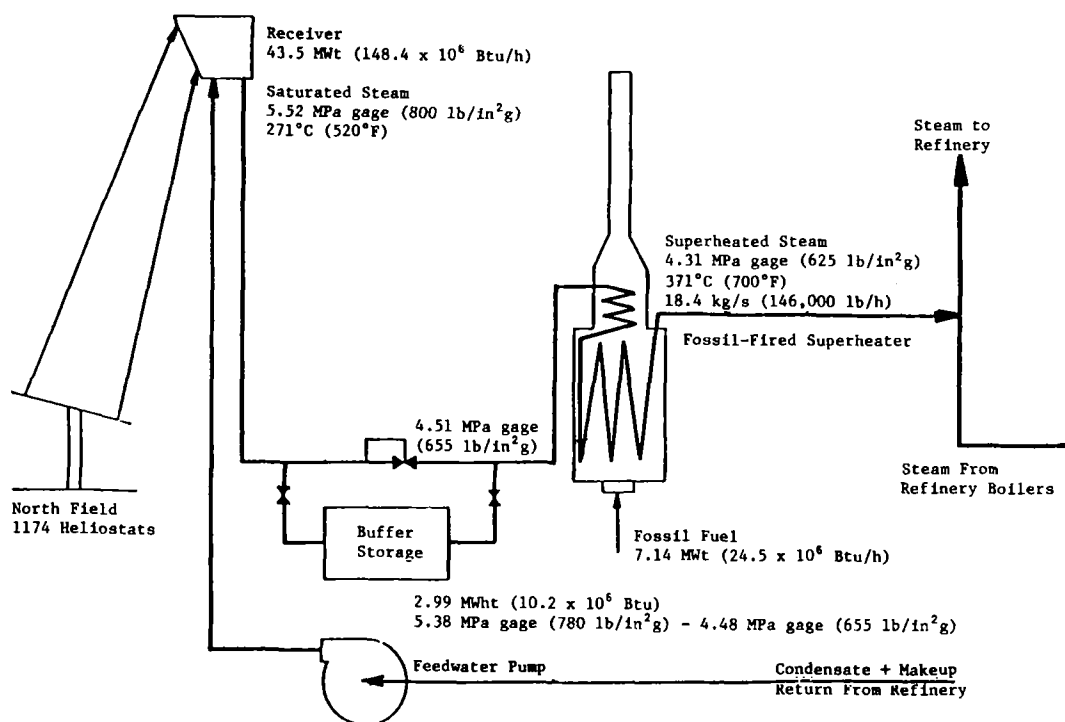 Receiver
43.5 MWt (148.4 x 10⁶ Btu/h)
Saturated Steam
5.52 MPa gage (800 lb/in²g)
271°C (520°F)
Steam to
Refinery
Superheated Steam
4.31 MPa gage (625 lb/in²g)
371°C (700°F)
18.4 kg/s (146,000 lb/h)
Fossil-Fired Superheater
4.51 MPa gage
(655 lb/in²g)
Steam From
Refinery Boilers
North Field
1174 Heliostats
Buffer
Storage
Fossil Fuel
7.14 MWt (24.5 x 10⁶ Btu/h)
2.99 MWht (10.2 x 10⁶ Btu)
5.38 MPa gage (780 lb/in²g) - 4.48 MPa gage (655 lb/in²g)
Feedwater Pump
Condensate + Makeup
Return From Refinery